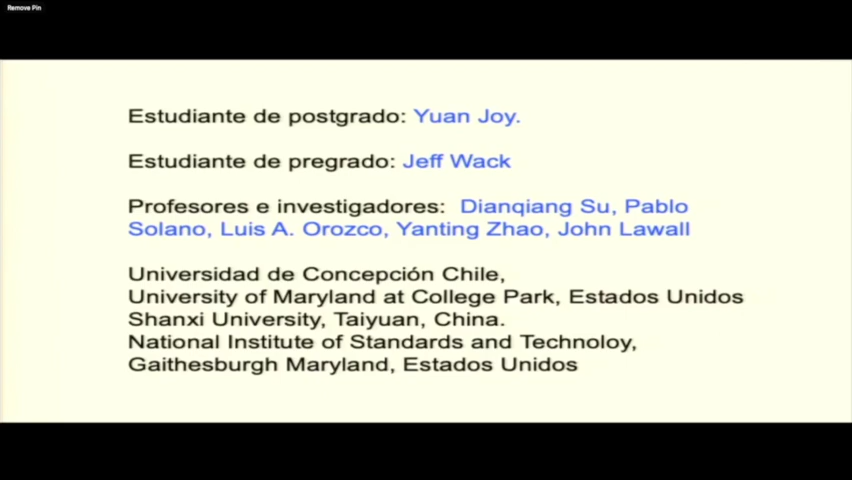 Remove Pin
Estudiante de postgrado: Yuan Joy.
Estudiante de pregrado: Jeff Wack
Profesores e investigadores: Dianqiang Su, Pablo
Solano, Luis A. Orozco, Yanting Zhao, John Lawall
Universidad de Concepción Chile,
University of Maryland at College Park, Estados Unidos
Shanxi University, Taiyuan, China.
National Institute of Standards and Technoloy,
Gaithesburgh Maryland, Estados Unidos